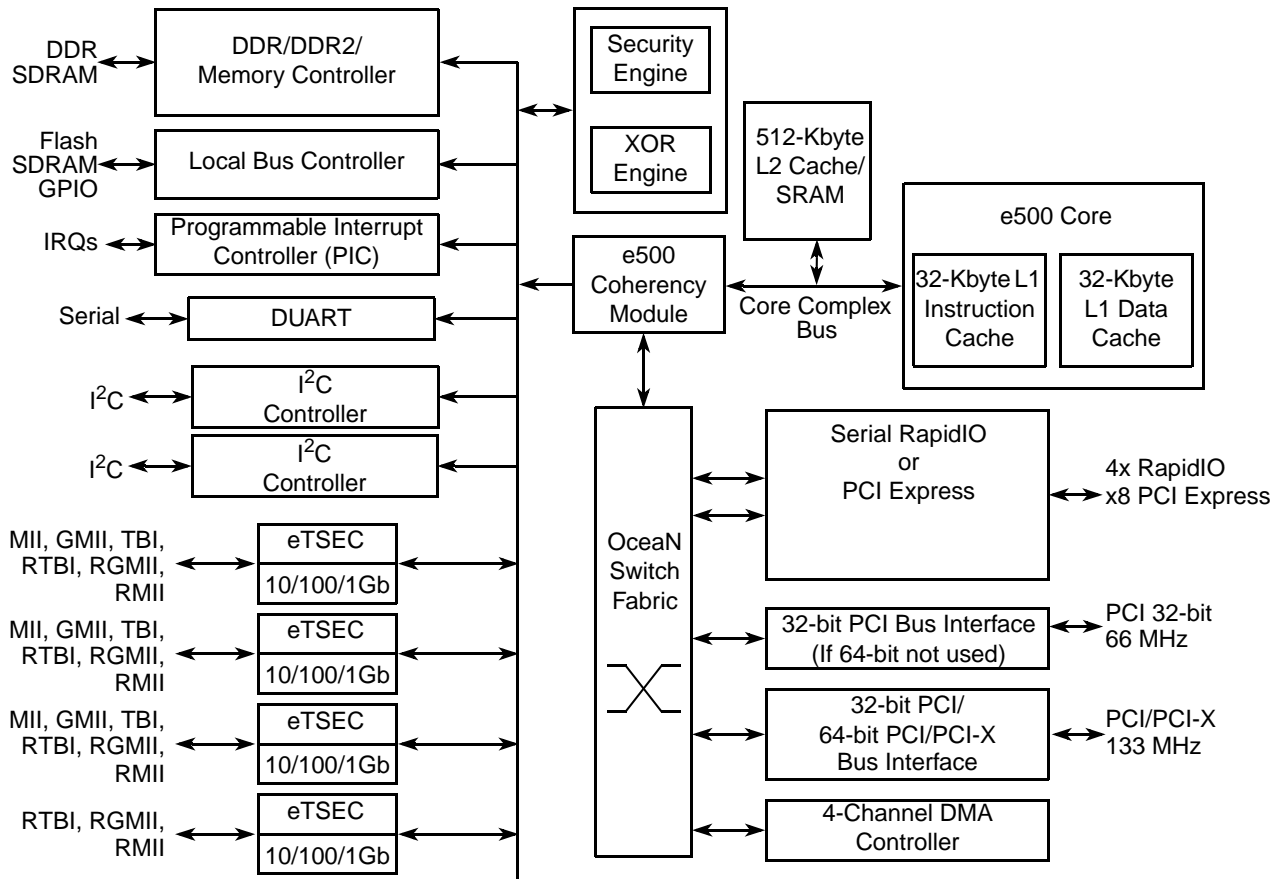 DDR
SDRAM
DDR/DDR2/
Memory Controller
Flash
SDRAM
GPIO
Local Bus Controller
IRQs
Programmable Interrupt
Controller (PIC)
Serial
DUART
I²C
I²C
Controller
I²C
I²C
Controller
MII, GMII, TBI,
RTBI, RGMII,
RMII
eTSEC
10/100/1Gb
MII, GMII, TBI,
RTBI, RGMII,
RMII
eTSEC
10/100/1Gb
MII, GMII, TBI,
RTBI, RGMII,
RMII
eTSEC
10/100/1Gb
RTBI, RGMII,
RMII
eTSEC
10/100/1Gb
Security
Engine
XOR
Engine
e500
Coherency
Module
512-Kbyte
L2 Cache/
SRAM
Core Complex
Bus
e500 Core
32-Kbyte L1
Instruction
Cache
32-Kbyte
L1 Data
Cache
OceaN
Switch
Fabric
Serial RapidIO
or
PCI Express
4x RapidIO
x8 PCI Express
32-bit PCI Bus Interface
(If 64-bit not used)
PCI 32-bit
66 MHz
32-bit PCI/
64-bit PCI/PCI-X
Bus Interface
PCI/PCI-X
133 MHz
4-Channel DMA
Controller